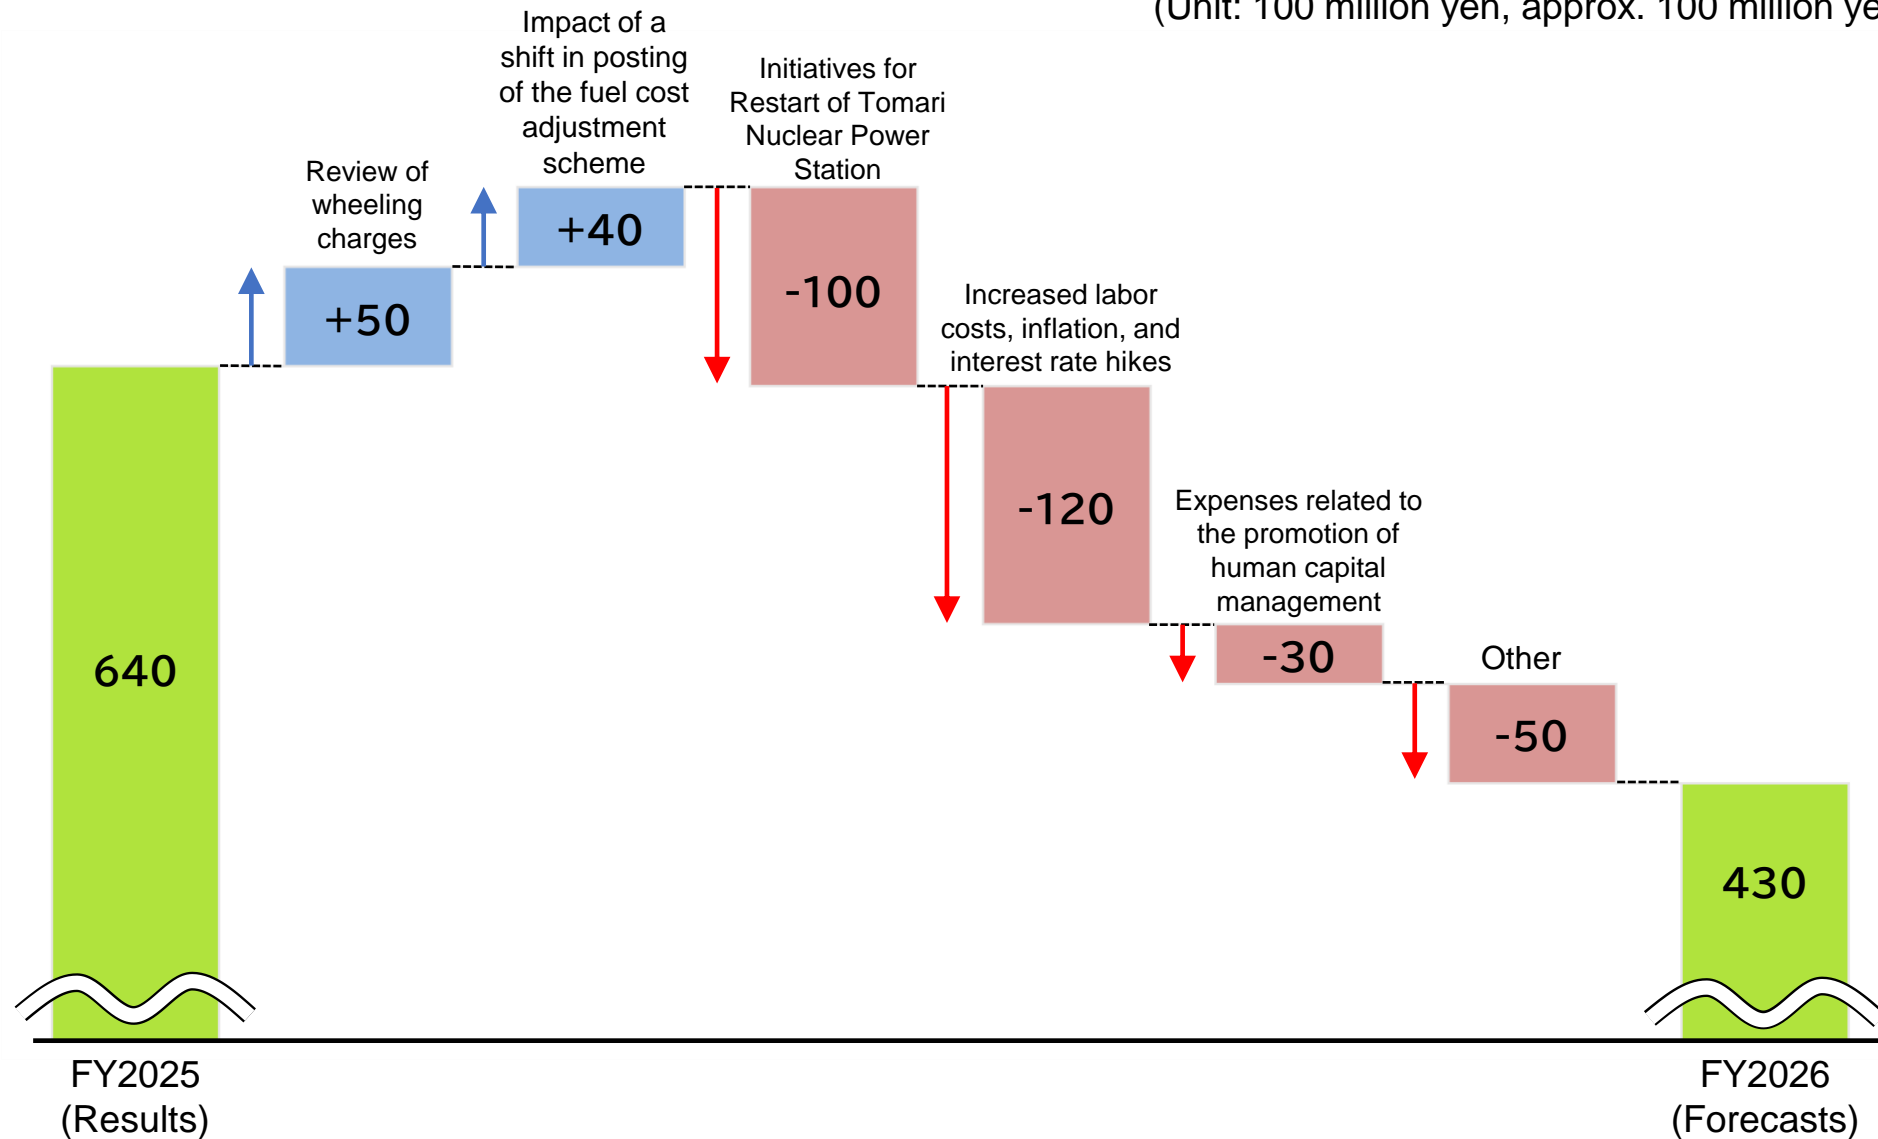 (Unit: 100 million yen, approx. 100 million
Impact of a
shift in posting
of the fuel cost
adjustment
scheme
Initiatives for
Restart of Tomari
Nuclear Power
Station
Review of
wheeling
charges
+40
+50
-100
Increased labor
costs, inflation, and
interest rate hikes
-120
Expenses related to
the promotion of
human capital
management
-30
Other
-50
640
430
FY2025
(Results)
FY2026
(Forecasts)